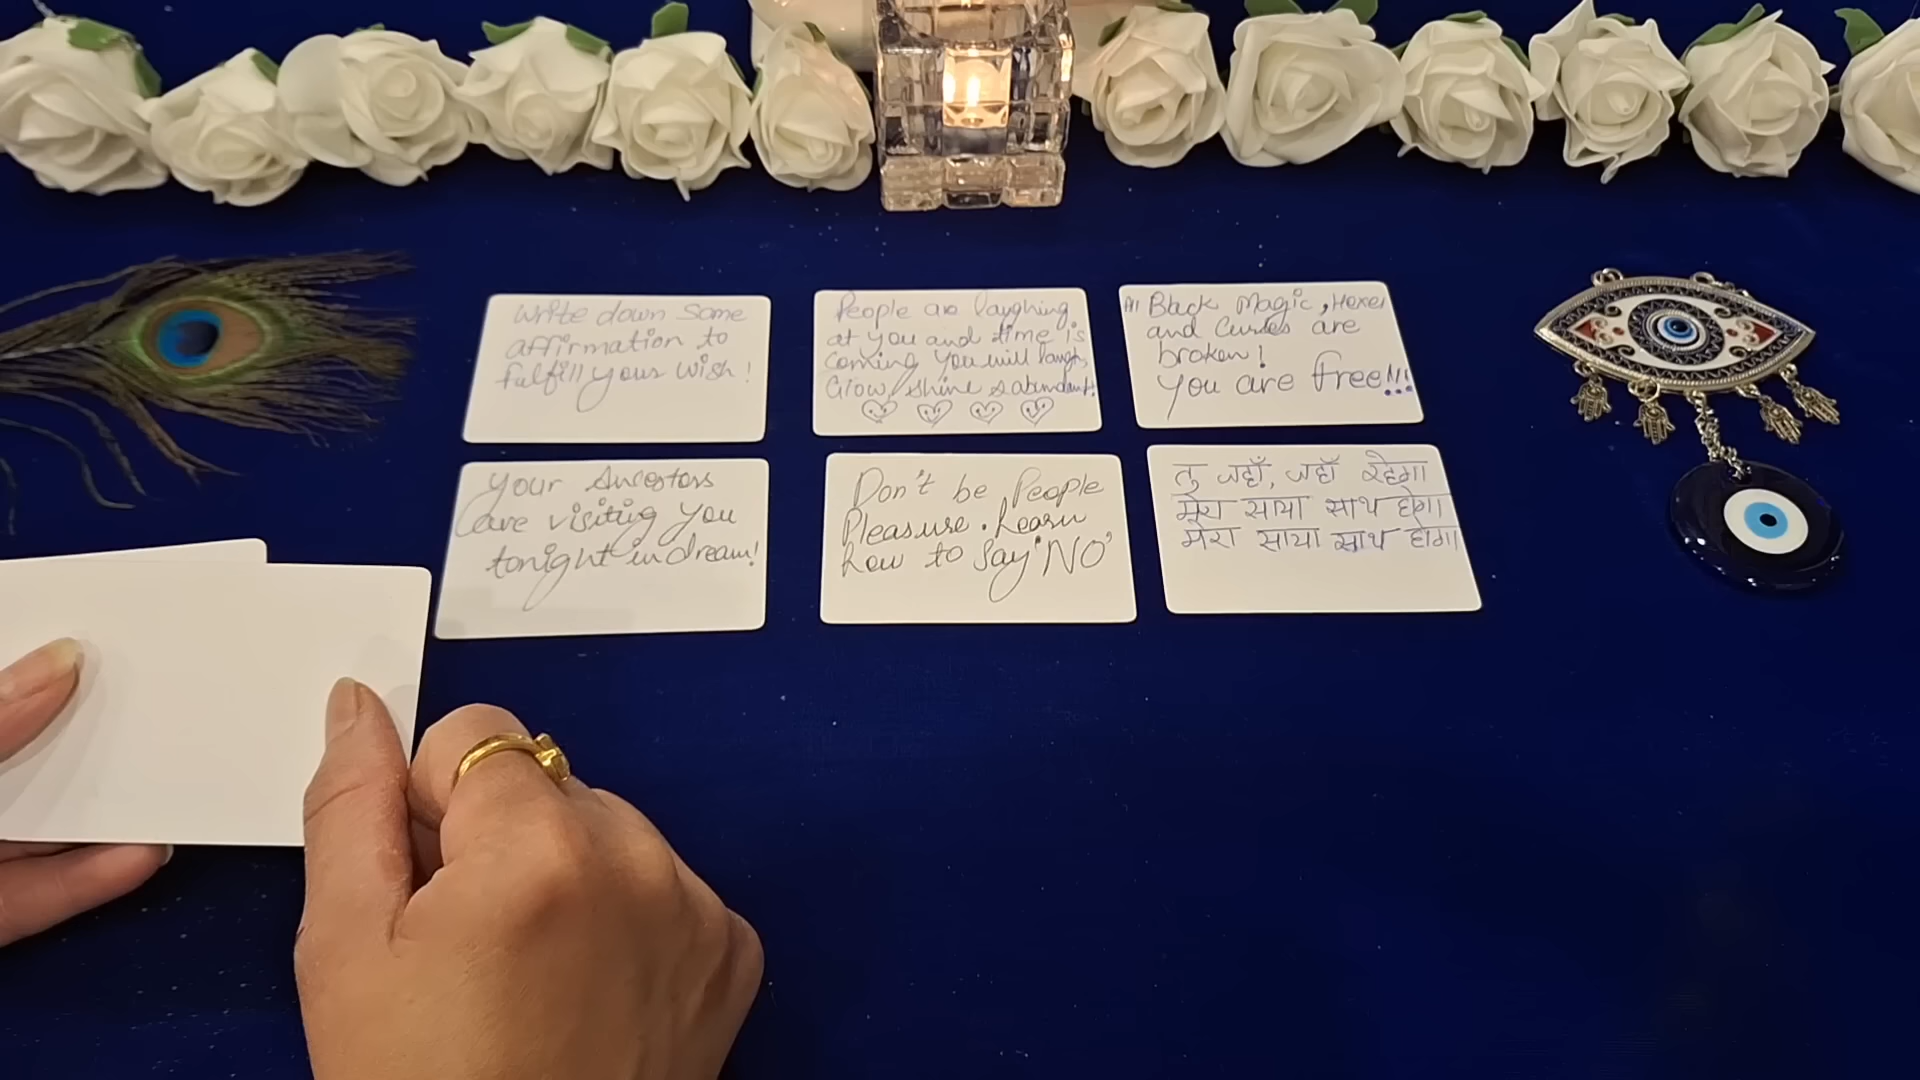 Write down some
affirmation to
fulfill your wish!
People are laughing
at you and time is
coming you will laugh,
Grow, shine & abundant!
All Black Magic, Hexes
and Curses are
broken!
You are free!!!
Your Ancestors
are visiting you
tonight in dream!
Don't be People
Pleasure. Learn
how to say "NO"
तु जहाँ, जहाँ रहेगा
मेरा साया साथ होगा
मेरा साया साथ होगा